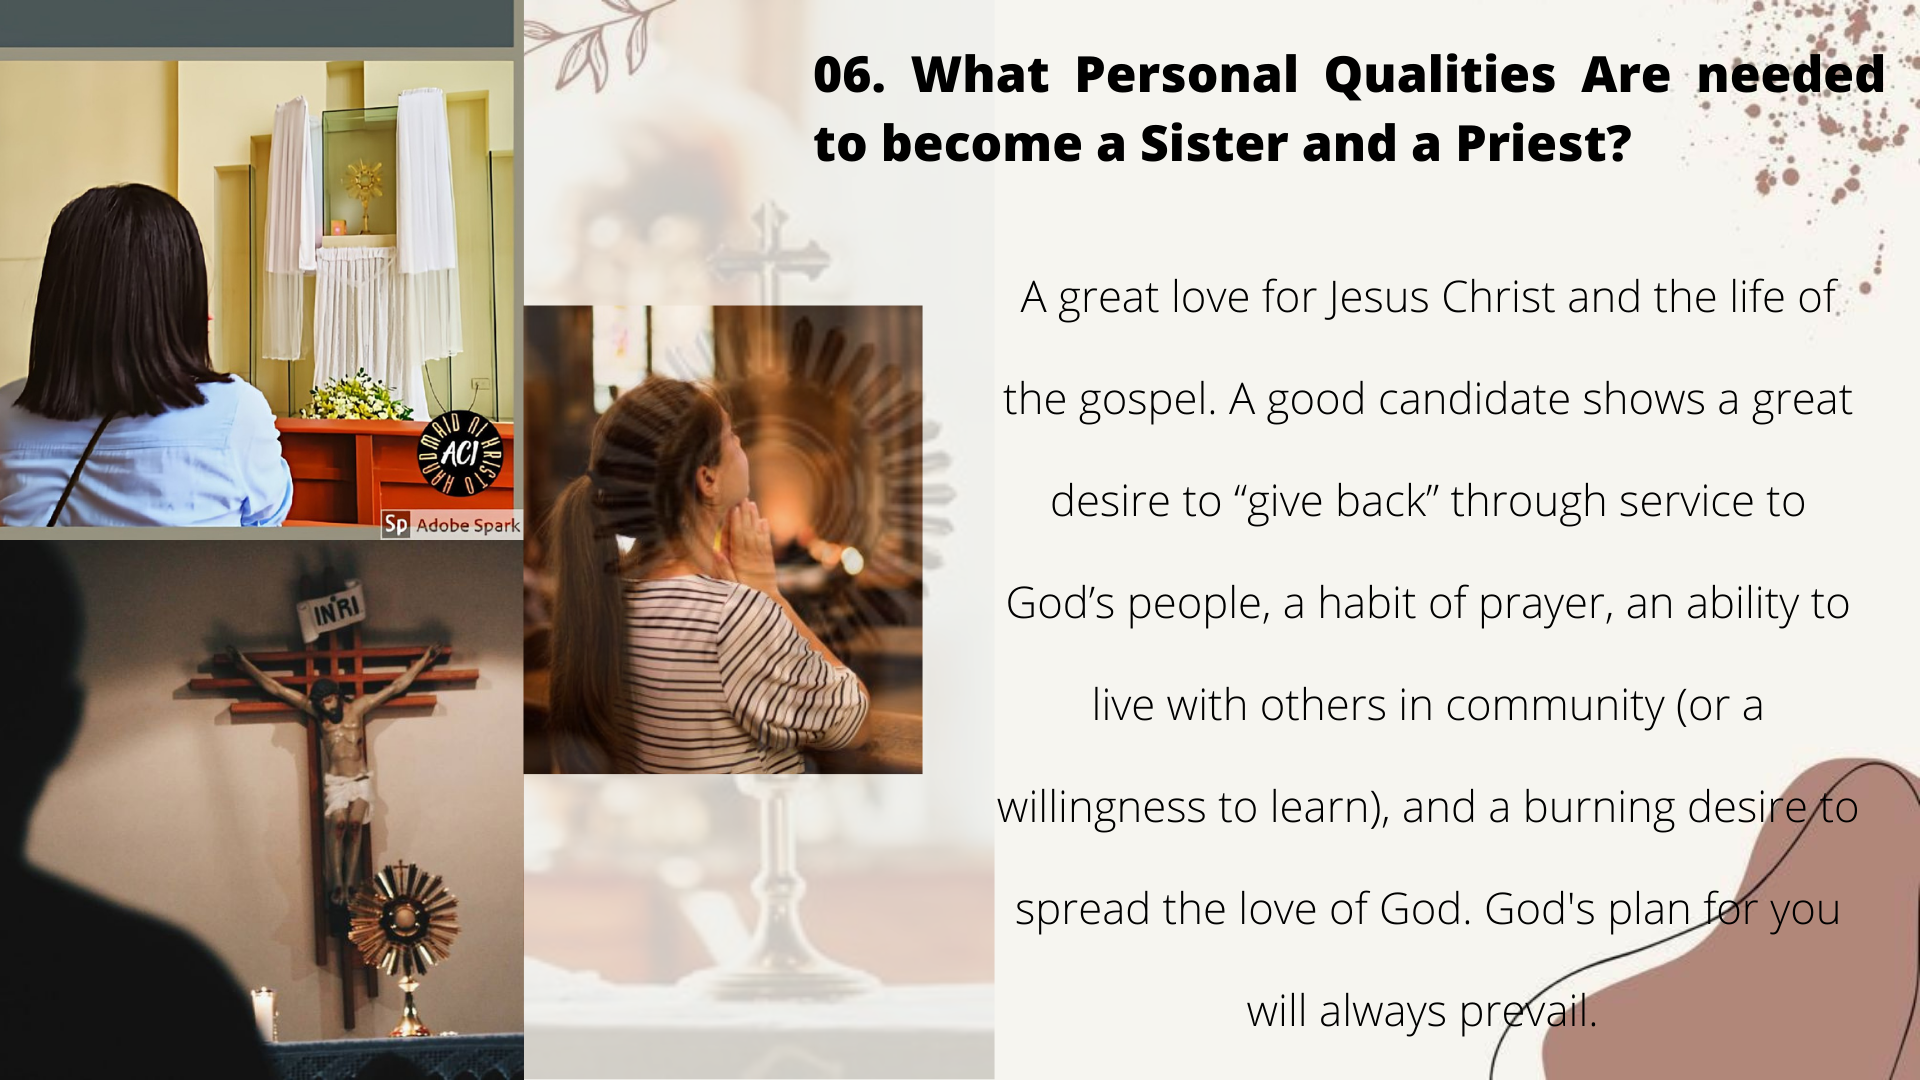 06. What Personal Qualities Are needed
to become a Sister and a Priest?
A great love for Jesus Christ and the life of
the gospel. A good candidate shows a great
desire to “give back” through service to
God’s people, a habit of prayer, an ability to
live with others in community (or a
willingness to learn), and a burning desire to
spread the love of God. God's plan for you
will always prevail.
ACI
Sp Adobe Spark
INRI